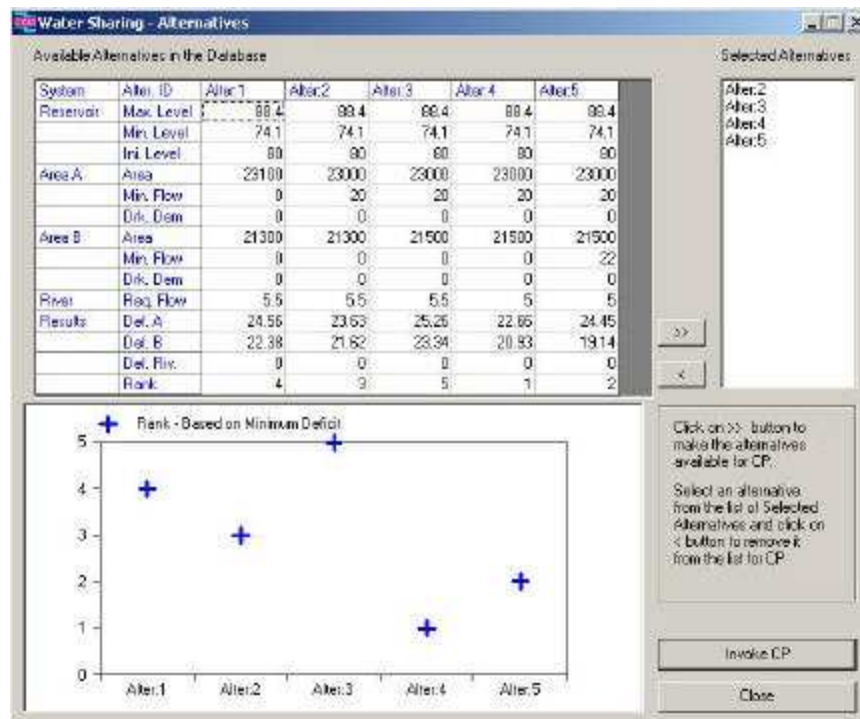 Water Sharing - Alternatives
Available Alternatives in the Database
Selected Alternatives
System Alter. ID Alter.1 Alter.2 Alter.3 Alter.4 Alter.5
Reservoir Max. Level 88.4 88.4 88.4 88.4 88.4
Min. Level 74.1 74.1 74.1 74.1 74.1
Ini. Level 80 80 80 80 80
Area A Area 23100 23000 23000 23000 23000
Min. Flow 0 20 20 20 20
Drk. Dem 0 0 0 0 0
Area B Area 21300 21300 21500 21500 21500
Min. Flow 0 0 0 0 22
Drk. Dem 0 0 0 0 0
River Req. Flow 5.5 5.5 5.5 5 5
Results Def. A 24.56 23.63 25.26 22.66 24.45
Def. B 22.38 21.62 23.34 20.93 19.14
Def. Riv. 0 0 0 0 0
Rank 4 3 5 1 2
Alter.2
Alter.3
Alter.4
Alter.5
>>
<
Rank - Based on Minimum Deficit
5
4
3
2
1
0
Alter.1 Alter.2 Alter.3 Alter.4 Alter.5
Click on >> button to
make the alternatives
available for CP.
Select an alternative
from the list of Selected
Alternatives and click on
< button to remove it
from the list for CP
Invoke CP
Close